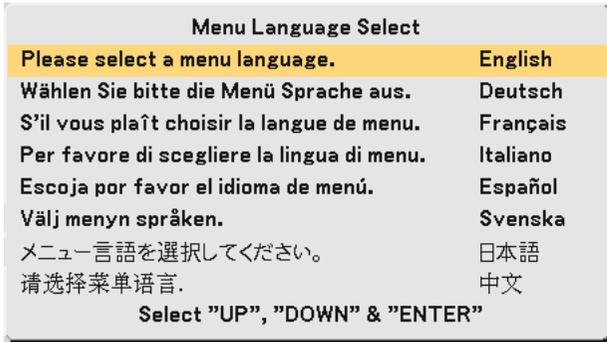 Menu Language Select
Please select a menu language. English
Wählen Sie bitte die Menü Sprache aus. Deutsch
S'il vous plaît choisir la langue de menu. Français
Per favore di scegliere la lingua di menu. Italiano
Escoja por favor el idioma de menú. Español
Välj menyn språken. Svenska
メニュー言語を選択してください。 日本語
请选择菜单语言. 中文
Select "UP", "DOWN" & "ENTER"